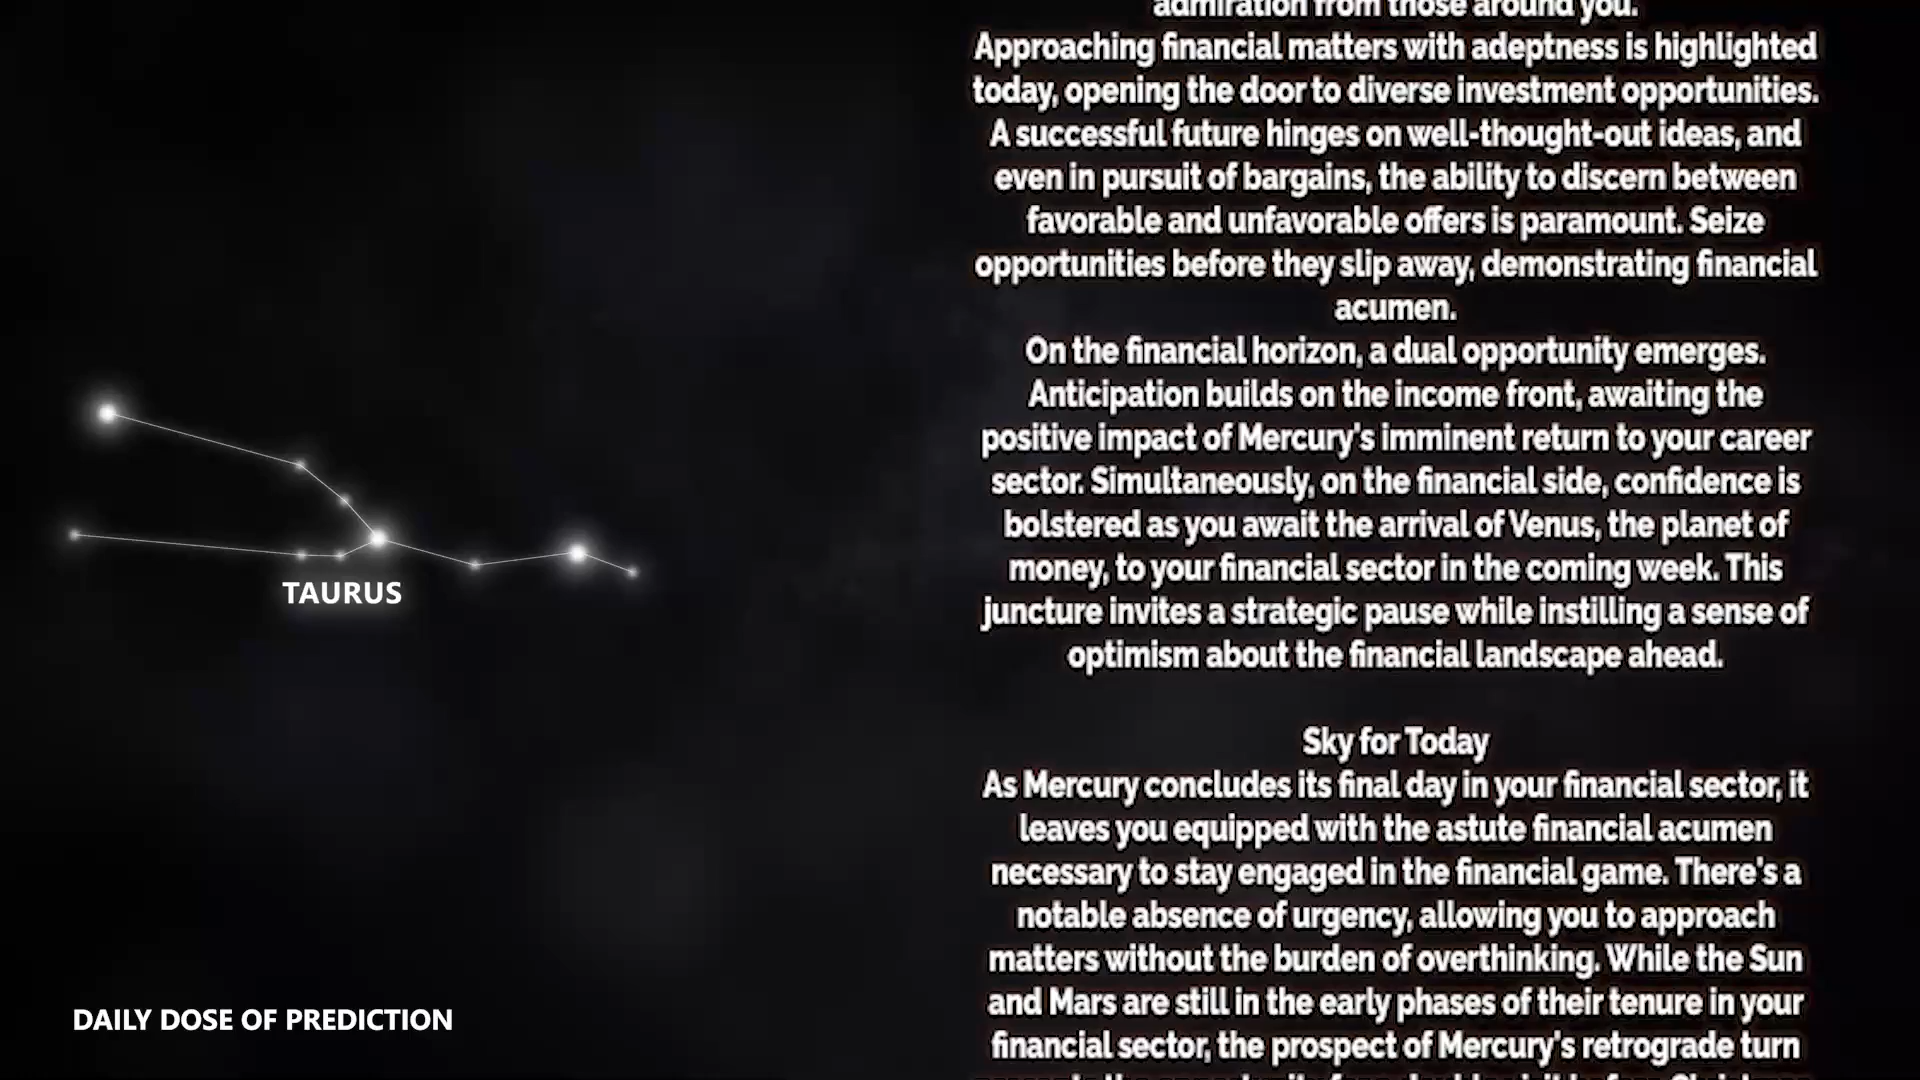 admiration from those around you.
Approaching financial matters with adeptness is highlighted
today, opening the door to diverse investment opportunities.
A successful future hinges on well-thought-out ideas, and
even in pursuit of bargains, the ability to discern between
favorable and unfavorable offers is paramount. Seize
opportunities before they slip away, demonstrating financial
acumen.
On the financial horizon, a dual opportunity emerges.
Anticipation builds on the income front, awaiting the
positive impact of Mercury's imminent return to your career
sector. Simultaneously, on the financial side, confidence is
bolstered as you await the arrival of Venus, the planet of
money, to your financial sector in the coming week. This
juncture invites a strategic pause while instilling a sense of
optimism about the financial landscape ahead.
Sky for Today
As Mercury concludes its final day in your financial sector, it
leaves you equipped with the astute financial acumen
necessary to stay engaged in the financial game. There's a
notable absence of urgency, allowing you to approach
matters without the burden of overthinking. While the Sun
and Mars are still in the early phases of their tenure in your
financial sector, the prospect of Mercury's retrograde turn
TAURUS
DAILY DOSE OF PREDICTION